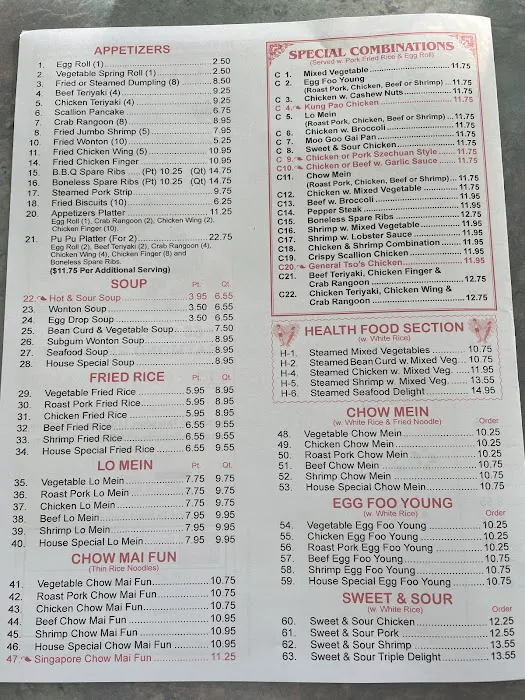 APPETIZERS
1. Egg Roll (1) 2.50
2. Vegetable Spring Roll (1) 2.50
3. Fried or Steamed Dumpling (8) 8.50
4. Beef Teriyaki (4) 9.25
5. Chicken Teriyaki (4) 9.25
6. Scallion Pancake 6.75
7. Crab Rangoon (8) 8.95
8. Fried Jumbo Shrimp (5) 7.95
10. Fried Wonton (10) 5.25
11. Fried Chicken Wing (5) 10.95
14. Fried Chicken Finger 10.95
15. B.B.Q Spare Ribs (Pt) 10.25 (Qt) 14.75
16. Boneless Spare Ribs (Pt) 10.25 (Qt) 14.75
17. Steamed Pork Strip 9.75
18. Fried Biscuits (10) 6.25
20. Appetizers Platter 11.25
Egg Roll (1), Crab Rangoon (2), Chicken Wing (2),
Chicken Finger (10).
21. Pu Pu Platter (For 2) 22.75
Egg Roll (2), Beef Teriyaki (2), Crab Rangoon (4),
Chicken Wing (4), Chicken Finger (8) and
Boneless Spare Ribs.
($11.75 Per Additional Serving)
SOUP Pt. Qt.
22. Hot & Sour Soup 3.95 6.55
23. Wonton Soup 3.50 6.55
24. Egg Drop Soup 3.50 6.55
25. Bean Curd & Vegetable Soup 7.50
26. Subgum Wonton Soup 8.95
27. Seafood Soup 8.95
28. House Special Soup 8.95
FRIED RICE Pt. Qt.
29. Vegetable Fried Rice 5.95 8.95
30. Roast Pork Fried Rice 5.95 8.95
31. Chicken Fried Rice 5.95 8.95
32. Beef Fried Rice 6.55 9.55
33. Shrimp Fried Rice 6.55 9.55
34. House Special Fried Rice 6.55 9.55
LO MEIN Pt. Qt.
35. Vegetable Lo Mein 7.75 9.75
36. Roast Pork Lo Mein 7.75 9.75
37. Chicken Lo Mein 7.75 9.75
38. Beef Lo Mein 7.95 9.95
39. Shrimp Lo Mein 7.95 9.95
40. House Special Lo Mein 7.95 9.95
CHOW MAI FUN
(Thin Rice Noodles)
41. Vegetable Chow Mai Fun 10.75
42. Roast Pork Chow Mai Fun 10.75
43. Chicken Chow Mai Fun 10.75
44. Beef Chow Mai Fun 10.95
45. Shrimp Chow Mai Fun 10.95
46. House Special Chow Mai Fun 10.95
47. Singapore Chow Mai Fun 11.25
SPECIAL COMBINATIONS
(Served w. Pork Fried Rice & Egg Roll)
C 1. Mixed Vegetable 11.75
C 2. Egg Foo Young
(Roast Pork, Chicken, Beef or Shrimp) 11.75
C 3. Chicken w. Cashew Nuts 11.75
C 4. Kung Pao Chicken 11.75
C 5. Lo Mein
(Roast Pork, Chicken, Beef or Shrimp) 11.75
C 6. Chicken w. Broccoli 11.75
C 7. Moo Goo Gai Pan 11.75
C 8. Sweet & Sour Chicken 11.75
C 9. Chicken or Pork Szechuan Style 11.75
C10. Chicken or Beef w. Garlic Sauce 11.75
C11. Chow Mein
(Roast Pork, Chicken, Beef or Shrimp) 11.75
C12. Chicken w. Mixed Vegetable 11.75
C13. Beef w. Broccoli 11.95
C14. Pepper Steak 11.95
C15. Boneless Spare Ribs 12.75
C16. Shrimp w. Mixed Vegetable 11.95
C17. Shrimp w. Lobster Sauce 11.95
C18. Chicken & Shrimp Combination 11.95
C19. Crispy Scallion Chicken 11.95
C20. General Tso's Chicken 11.95
C21. Beef Teriyaki, Chicken Finger &
Crab Rangoon 12.75
C22. Chicken Teriyaki, Chicken Wing &
Crab Rangoon 12.75
HEALTH FOOD SECTION
(w. White Rice)
H-1. Steamed Mixed Vegetables 10.75
H-2. Steamed Bean Curd w. Mixed Veg. 10.75
H-4. Steamed Chicken w. Mixed Veg. 11.95
H-5. Steamed Shrimp w. Mixed Veg. 13.55
H-6. Steamed Seafood Delight 14.95
CHOW MEIN
(w. White Rice & Fried Noodle) Order
48. Vegetable Chow Mein 10.25
49. Chicken Chow Mein 10.25
50. Roast Pork Chow Mein 10.25
51. Beef Chow Mein 10.75
52. Shrimp Chow Mein 10.75
53. House Special Chow Mein 10.75
EGG FOO YOUNG
(w. White Rice) Order
54. Vegetable Egg Foo Young 10.25
55. Chicken Egg Foo Young 10.25
56. Roast Pork Egg Foo Young 10.25
57. Beef Egg Foo Young 10.75
58. Shrimp Egg Foo Young 10.75
59. House Special Egg Foo Young 10.75
SWEET & SOUR
(w. White Rice) Order
60. Sweet & Sour Chicken 12.25
61. Sweet & Sour Pork 12.55
62. Sweet & Sour Shrimp 13.55
63. Sweet & Sour Triple Delight 13.55